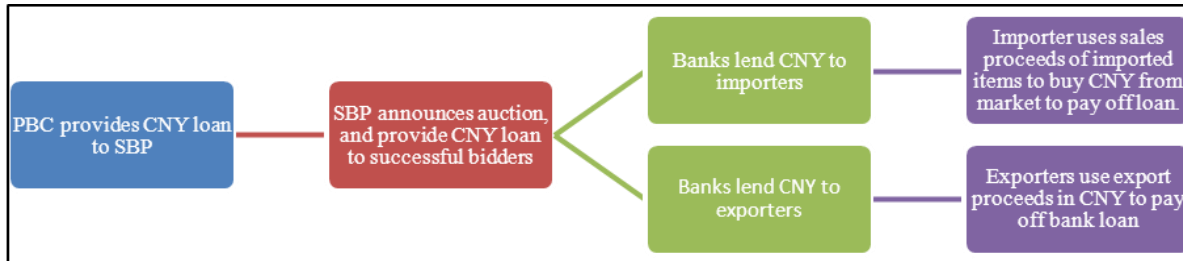 PBC provides CNY loan
to SBP
SBP announces auction,
and provide CNY loan
to successful bidders
Banks lend CNY to
importers
Importer uses sales
proceeds of imported
items to buy CNY from
market to pay off loan.
Banks lend CNY to
exporters
Exporters use export
proceeds in CNY to pay
off bank loan